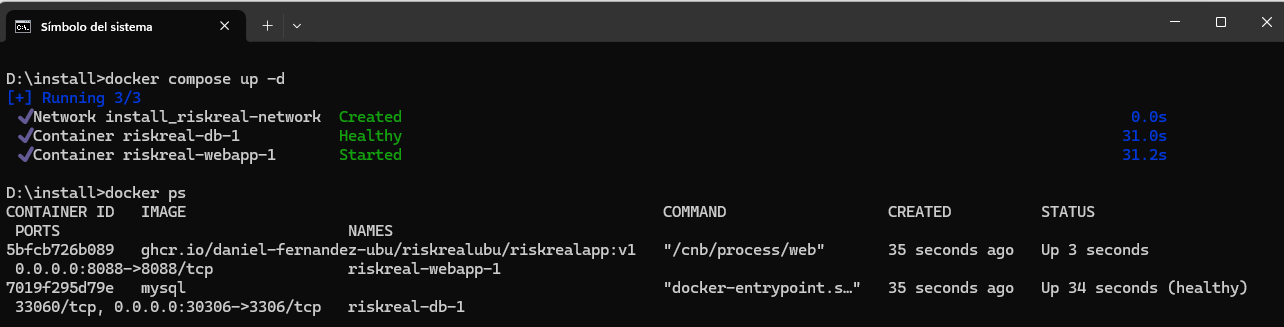 Símbolo del sistema
D:\install>docker compose up -d
[+] Running 3/3
✔Network install_riskreal-network  Created  0.0s
✔Container riskreal-db-1  Healthy  31.0s
✔Container riskreal-webapp-1  Started  31.2s
D:\install>docker ps
CONTAINER ID   IMAGE   COMMAND   CREATED   STATUS
PORTS   NAMES
5bfcb726b089   ghcr.io/daniel-fernandez-ubu/riskrealubu/riskrealapp:v1   "/cnb/process/web"   35 seconds ago   Up 3 seconds
0.0.0.0:8088->8088/tcp   riskreal-webapp-1
7019f295d79e   mysql   "docker-entrypoint.s…"   35 seconds ago   Up 34 seconds (healthy)
33060/tcp, 0.0.0.0:30306->3306/tcp   riskreal-db-1